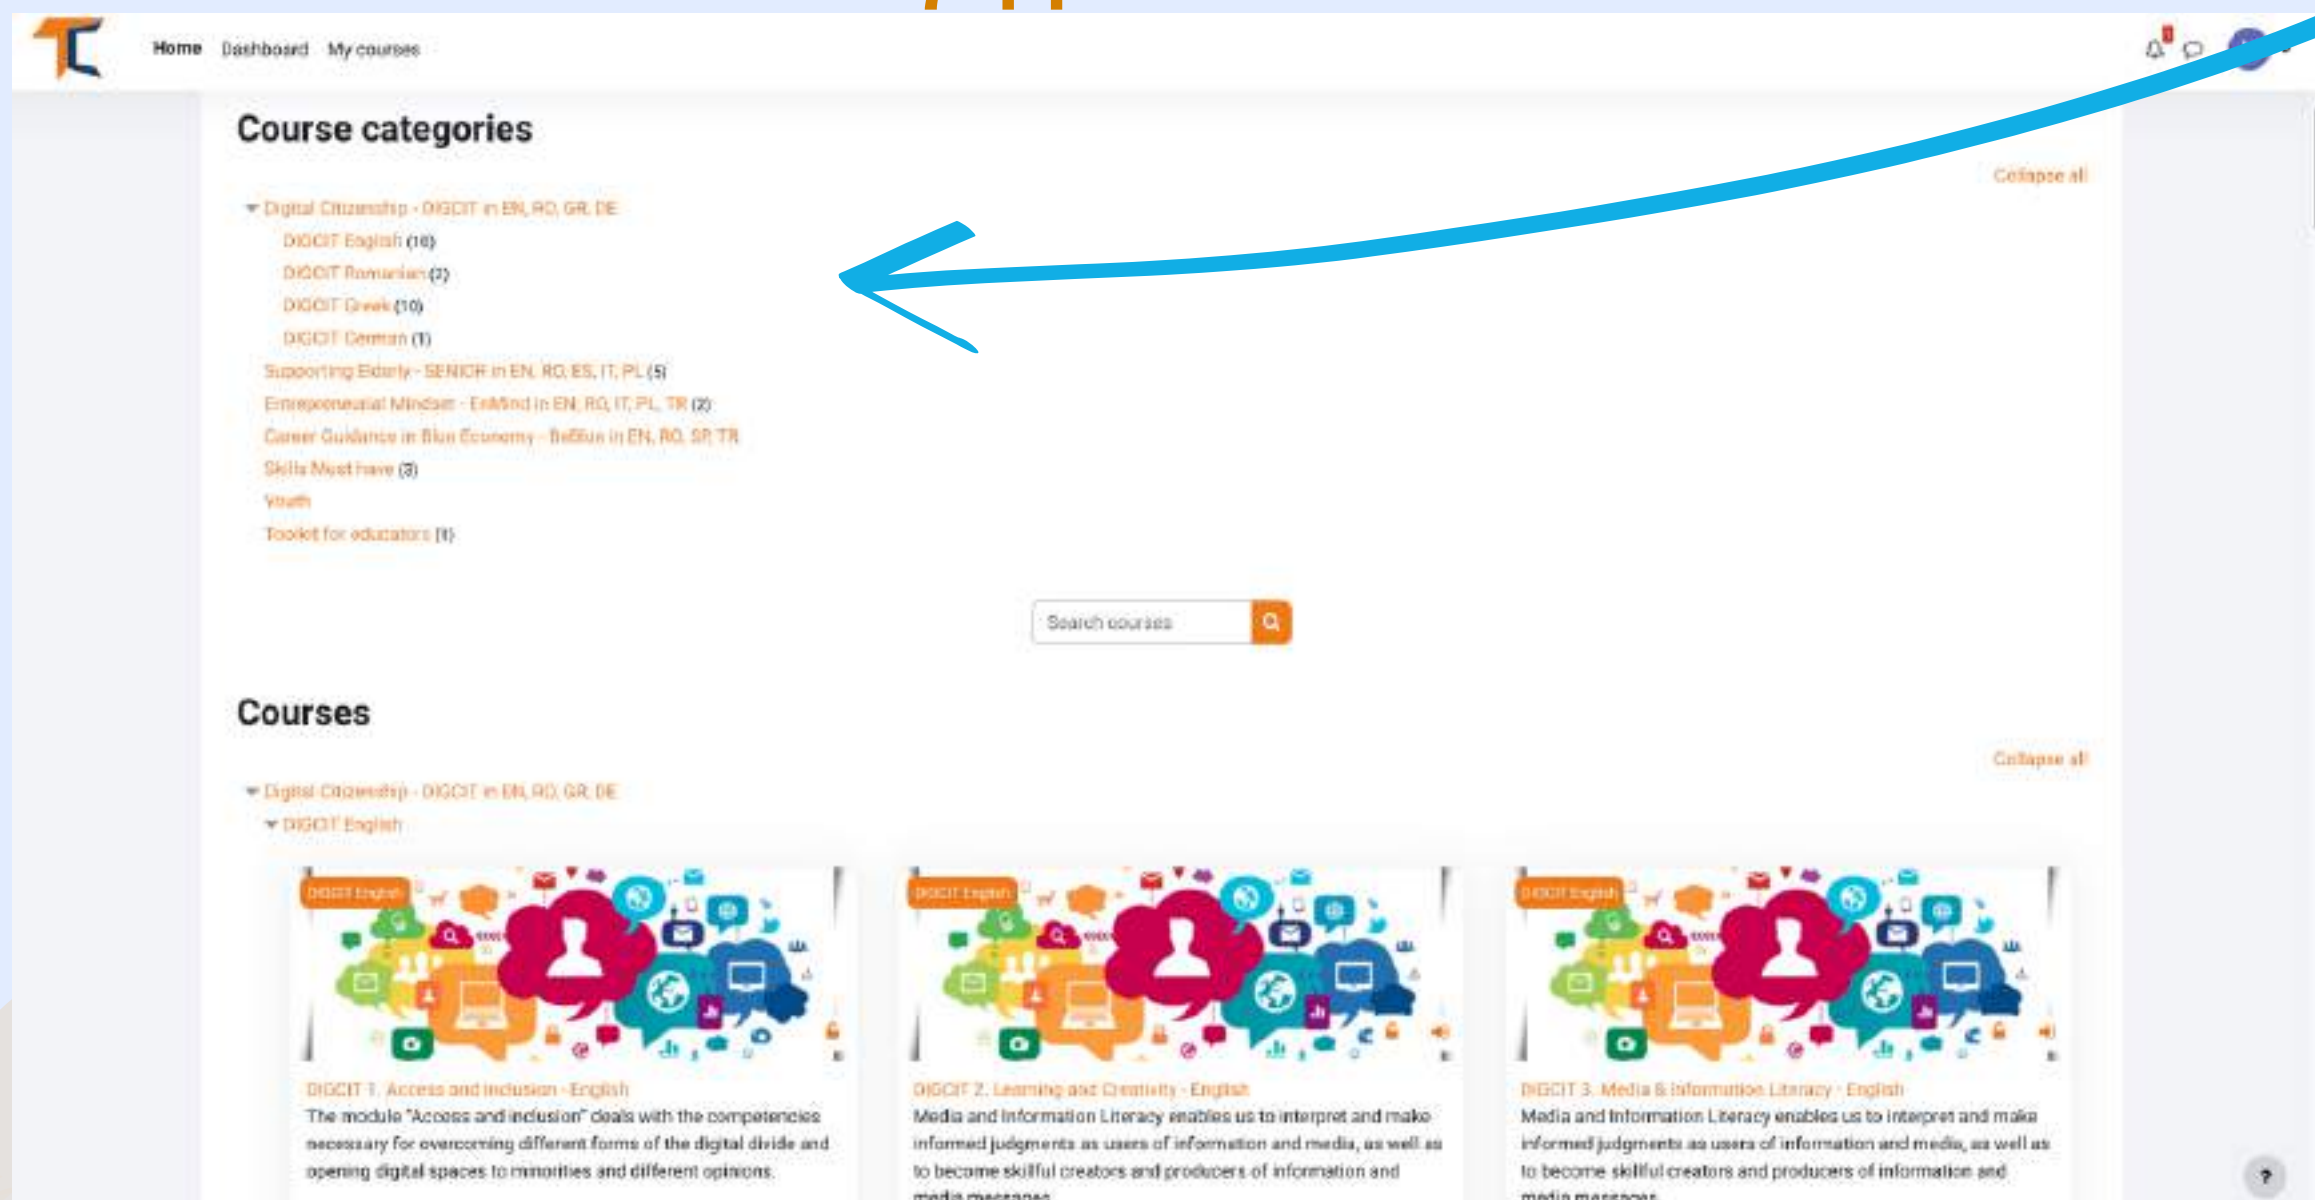 Home Dashboard My courses
Course categories
Collapse all
Digital Citizenship - DIGCIT in EN, RO, GR, DE
DIGCIT English (10)
DIGCIT Romanian (2)
DIGCIT Greek (10)
DIGCIT German (1)
Supporting Elderly - SENIOR in EN, RO, ES, IT, PL (5)
Entrepreneurial Mindset - EnMind in EN, RO, IT, PL, TR (2)
Career Guidance in Blue Economy - BeBlue in EN, RO, SP, TR
Skills Must have (3)
Youth
Toolkit for educators (1)
Search courses
Courses
Collapse all
Digital Citizenship - DIGCIT in EN, RO, GR, DE
DIGCIT English
DIGCIT English
DIGCIT 1. Access and inclusion - English
The module "Access and inclusion" deals with the competencies
necessary for overcoming different forms of the digital divide and
opening digital spaces to minorities and different opinions.
DIGCIT English
DIGCIT 2. Learning and Creativity - English
Media and Information Literacy enables us to interpret and make
informed judgments as users of information and media, as well as
to become skillful creators and producers of information and
media messages
DIGCIT English
DIGCIT 3. Media & Information Literacy - English
Media and Information Literacy enables us to interpret and make
informed judgments as users of information and media, as well as
to become skillful creators and producers of information and
media messages
?